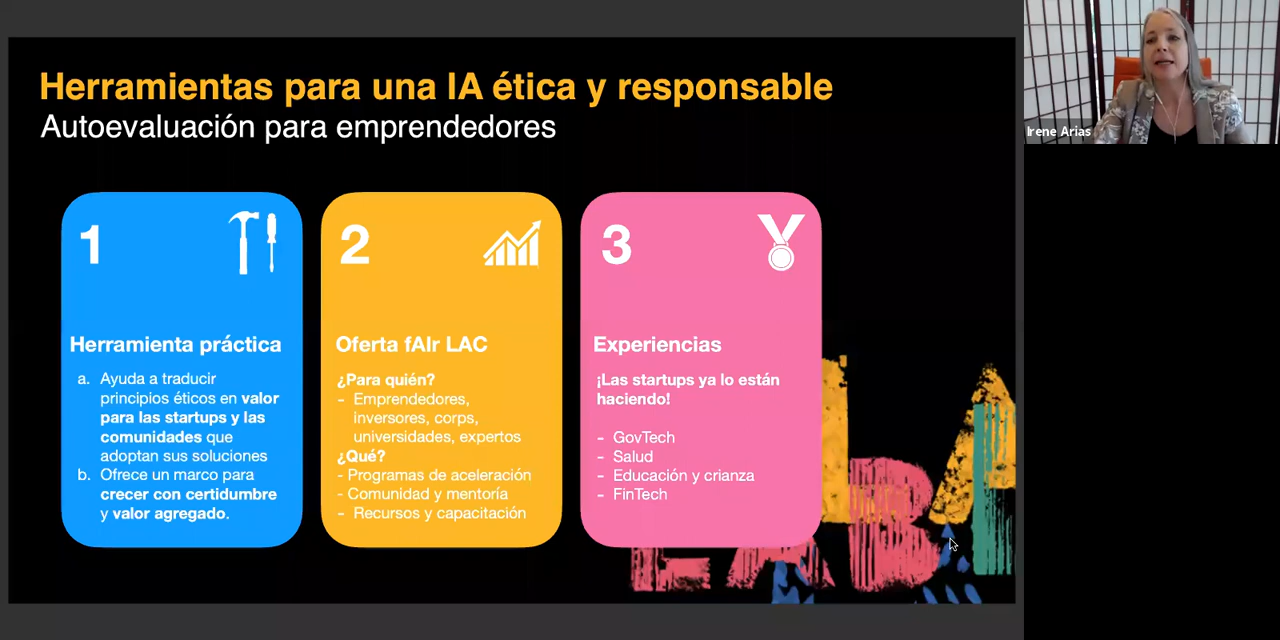 Herramientas para una IA ética y responsable
Autoevaluación para emprendedores
Irene Arias
1
Herramienta práctica
a. Ayuda a traducir
principios éticos en valor
para las startups y las
comunidades que
adoptan sus soluciones
b. Ofrece un marco para
crecer con certidumbre
y valor agregado.
2
Oferta fAIr LAC
¿Para quién?
- Emprendedores,
inversores, corps,
universidades, expertos
¿Qué?
- Programas de aceleración
- Comunidad y mentoría
- Recursos y capacitación
3
Experiencias
¡Las startups ya lo están
haciendo!
- GovTech
- Salud
- Educación y crianza
- FinTech